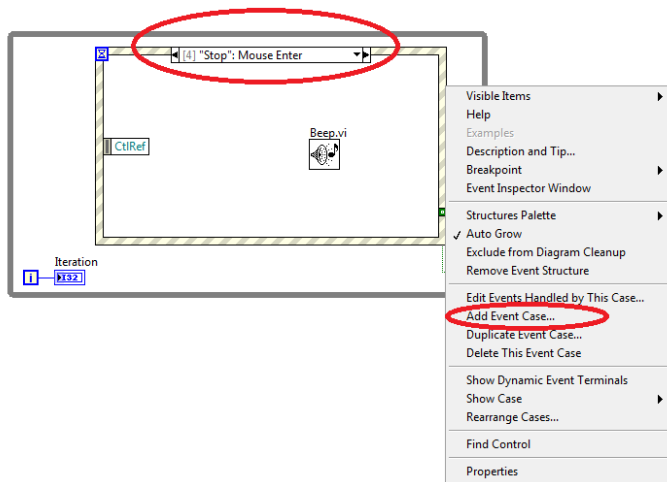 [4] "Stop": Mouse Enter
CtlRef
Beep.vi
Iteration
i
I32
Visible Items
Help
Examples
Description and Tip...
Breakpoint
Event Inspector Window
Structures Palette
Auto Grow
Exclude from Diagram Cleanup
Remove Event Structure
Edit Events Handled by This Case...
Add Event Case...
Duplicate Event Case...
Delete This Event Case
Show Dynamic Event Terminals
Show Case
Rearrange Cases...
Find Control
Properties